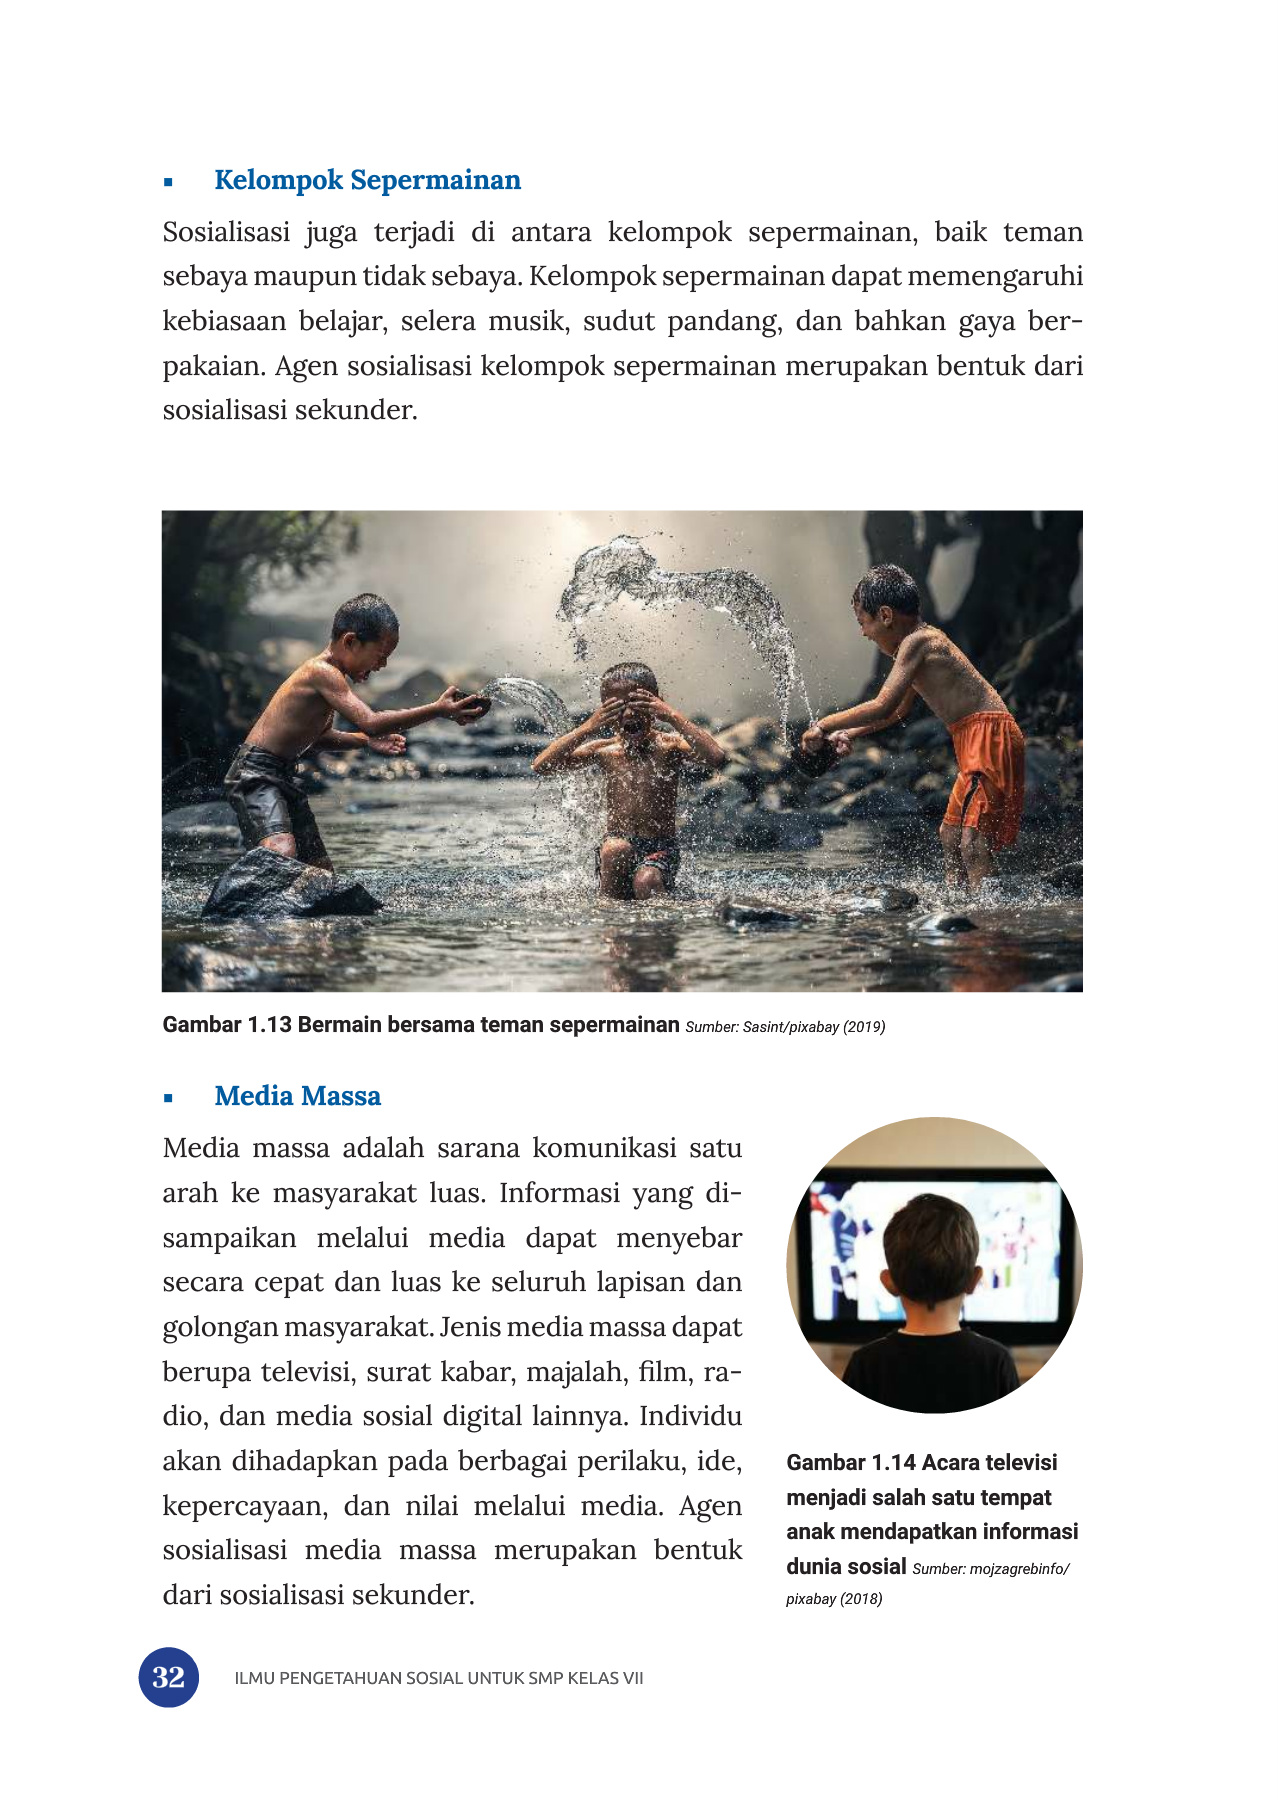 ▪ Kelompok Sepermainan
Sosialisasi juga terjadi di antara kelompok sepermainan, baik teman
sebaya maupun tidak sebaya. Kelompok sepermainan dapat memengaruhi
kebiasaan belajar, selera musik, sudut pandang, dan bahkan gaya ber-
pakaian. Agen sosialisasi kelompok sepermainan merupakan bentuk dari
sosialisasi sekunder.
Gambar 1.13 Bermain bersama teman sepermainan Sumber: Sasint/pixabay (2019)
▪ Media Massa
Media massa adalah sarana komunikasi satu
arah ke masyarakat luas. Informasi yang di-
sampaikan melalui media dapat menyebar
secara cepat dan luas ke seluruh lapisan dan
golongan masyarakat. Jenis media massa dapat
berupa televisi, surat kabar, majalah, film, ra-
dio, dan media sosial digital lainnya. Individu
akan dihadapkan pada berbagai perilaku, ide,
kepercayaan, dan nilai melalui media. Agen
sosialisasi media massa merupakan bentuk
dari sosialisasi sekunder.
Gambar 1.14 Acara televisi
menjadi salah satu tempat
anak mendapatkan informasi
dunia sosial Sumber: mojzagrebinfo/
pixabay (2018)
32 ILMU PENGETAHUAN SOSIAL UNTUK SMP KELAS VII